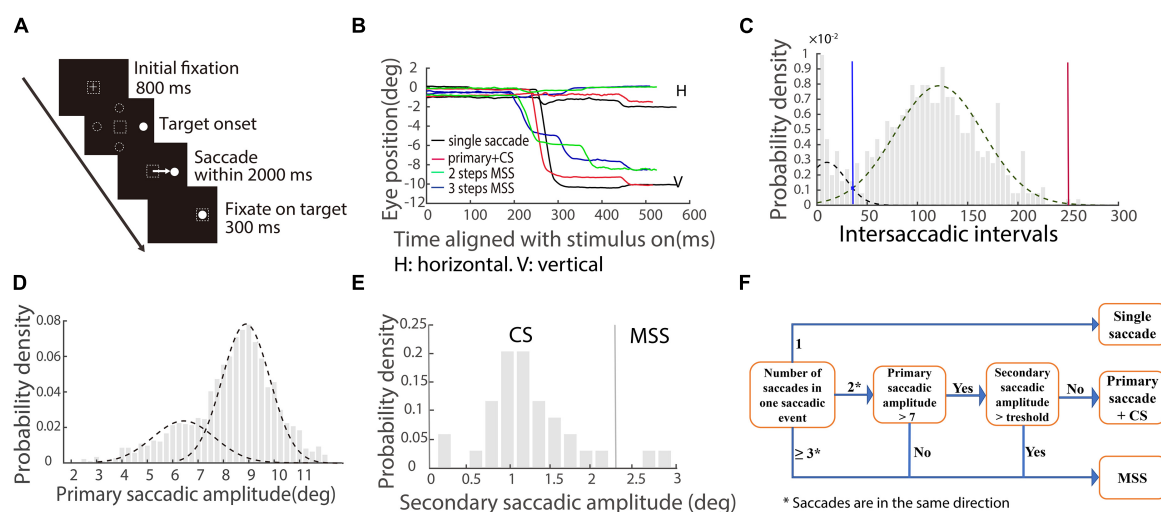 A
Initial fixation
800 ms
Target onset
Saccade
within 2000 ms
Fixate on target
300 ms
B
Eye position(deg)
2
0
-2
-4
-6
-8
-10
-12
H
single saccade
primary+CS
2 steps MSS
3 steps MSS
V
0 100 200 300 400 500 600
Time aligned with stimulus on(ms)
H: horizontal. V: vertical
C
×10⁻²
Probability density
1
0.9
0.8
0.7
0.6
0.5
0.4
0.3
0.2
0.1
0 50 100 150 200 250 300
Intersaccadic intervals
D
Probability density
0.08
0.06
0.04
0.02
0.00
2 3 4 5 6 7 8 9 10 11
Primary saccadic amplitude(deg)
E
Probability density
0.25
0.2
0.15
0.1
0.05
0
CS
MSS
0 0.5 1 1.5 2 2.5 3
Secondary saccadic amplitude (deg)
F
1
Single
saccade
Number of
saccades in
one saccadic
event
2*
Primary
saccadic
amplitude
> 7
Yes
Secondary
saccadic
amplitude
> treshold
No
Primary
saccade
+ CS
≥ 3*
No
Yes
MSS
* Saccades are in the same direction